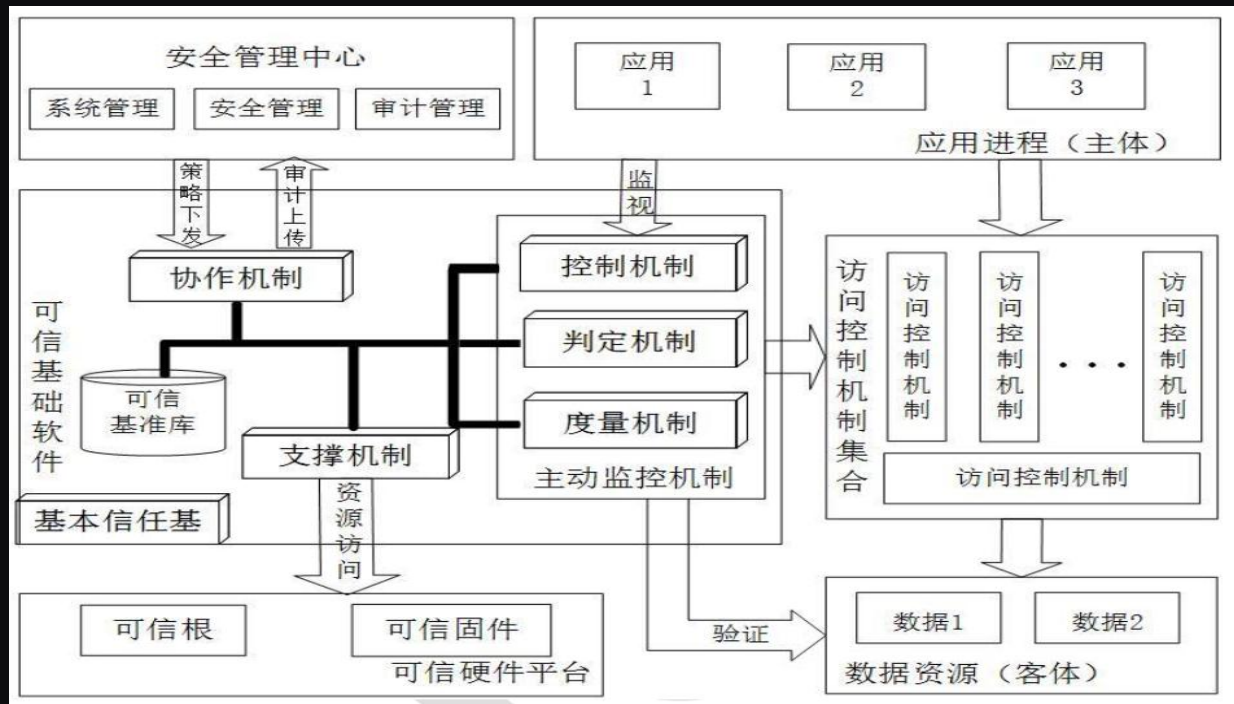 安全管理中心
系统管理
安全管理
审计管理
应用
1
应用
2
应用
3
应用进程（主体）
策略下发
审计上传
监视
可信基础软件
协作机制
可信
基准库
支撑机制
基本信任基
控制机制
判定机制
度量机制
主动监控机制
访问控制机制集合
访问控制机制
访问控制机制
...
访问控制机制
访问控制机制
资源访问
验证
可信根
可信固件
可信硬件平台
数据1
数据2
数据资源（客体）